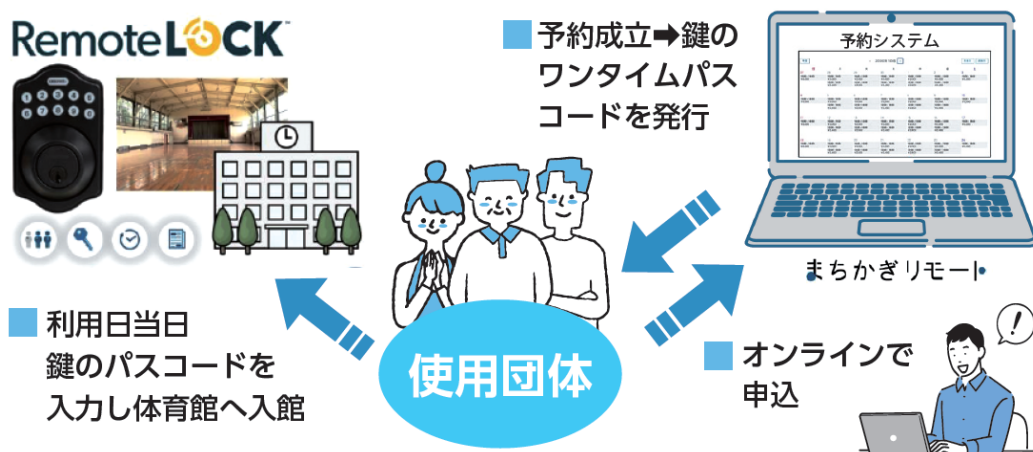 RemoteLOCK
予約成立➡鍵の
ワンタイムパス
コードを発行
予約システム
まちかぎリモート
使用団体
利用日当日
鍵のパスコードを
入力し体育館へ入館
オンラインで
申込
!